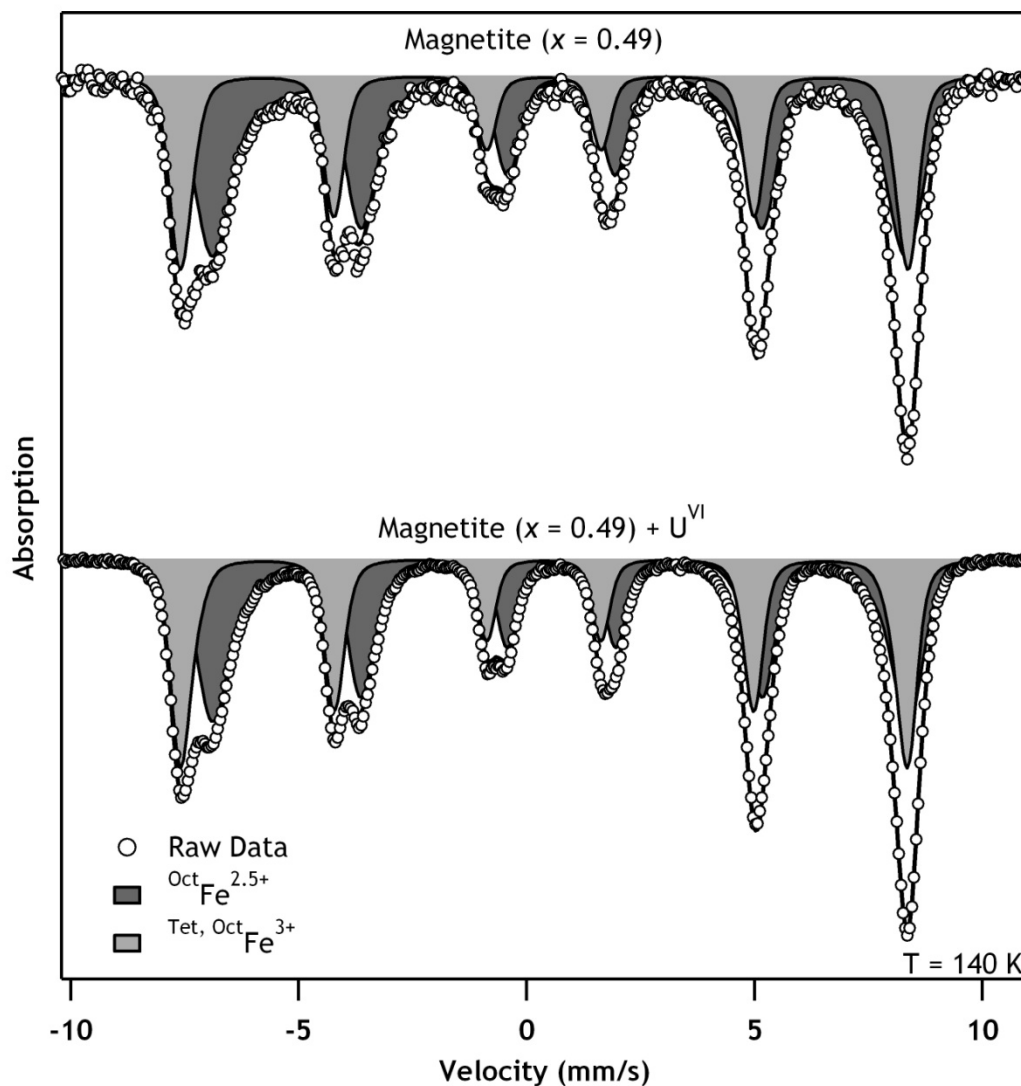 Magnetite (x = 0.49)
Absorption
Magnetite (x = 0.49) + U^VI
Raw Data
Oct Fe^2.5+
Tet, Oct Fe^3+
T = 140 K
-10 -5 0 5 10
Velocity (mm/s)